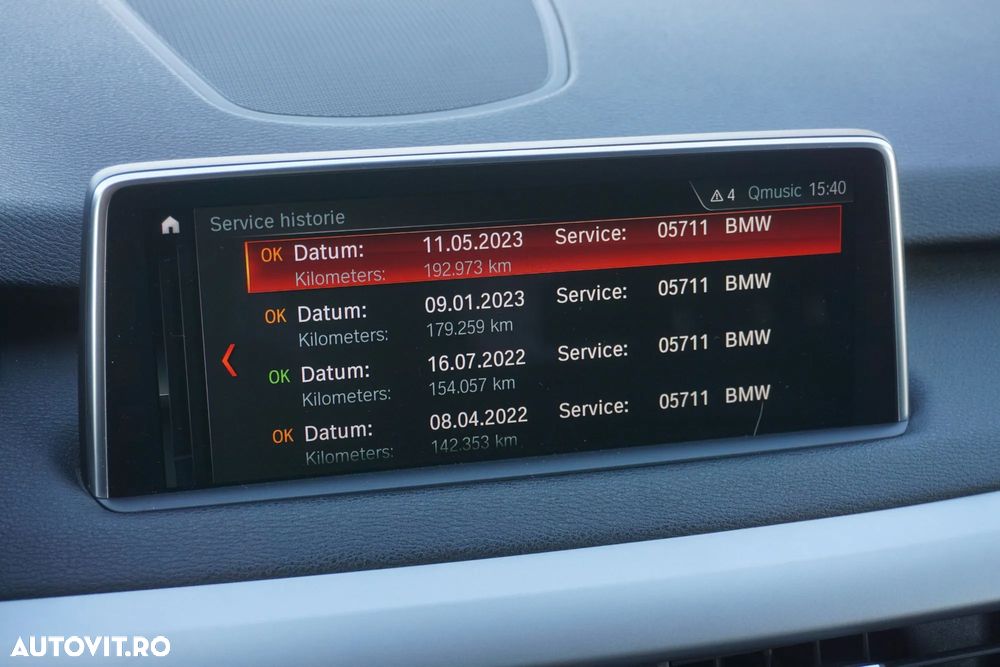 Service historie
4 Qmusic 15:40
OK Datum: 11.05.2023 Service: 05711 BMW
Kilometers: 192.973 km
OK Datum: 09.01.2023 Service: 05711 BMW
Kilometers: 179.259 km
OK Datum: 16.07.2022 Service: 05711 BMW
Kilometers: 154.057 km
OK Datum: 08.04.2022 Service: 05711 BMW
Kilometers: 142.353 km
AUTOVIT.RO